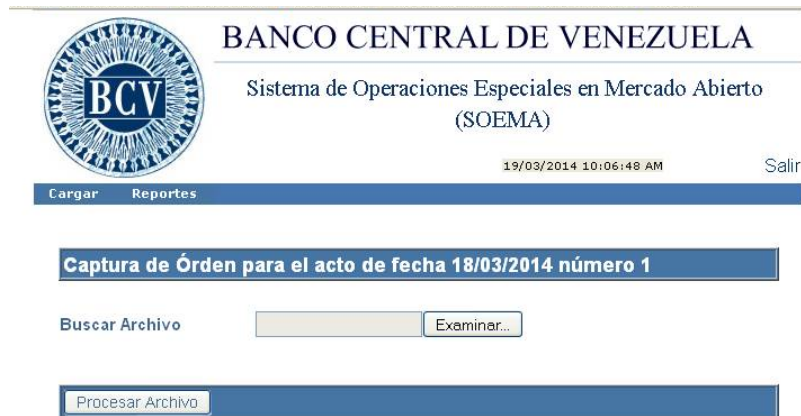 BCV
BANCO CENTRAL DE VENEZUELA
Sistema de Operaciones Especiales en Mercado Abierto
(SOEMA)
19/03/2014 10:06:48 AM
Salir
Cargar Reportes
Captura de Órden para el acto de fecha 18/03/2014 número 1
Buscar Archivo
Examinar...
Procesar Archivo